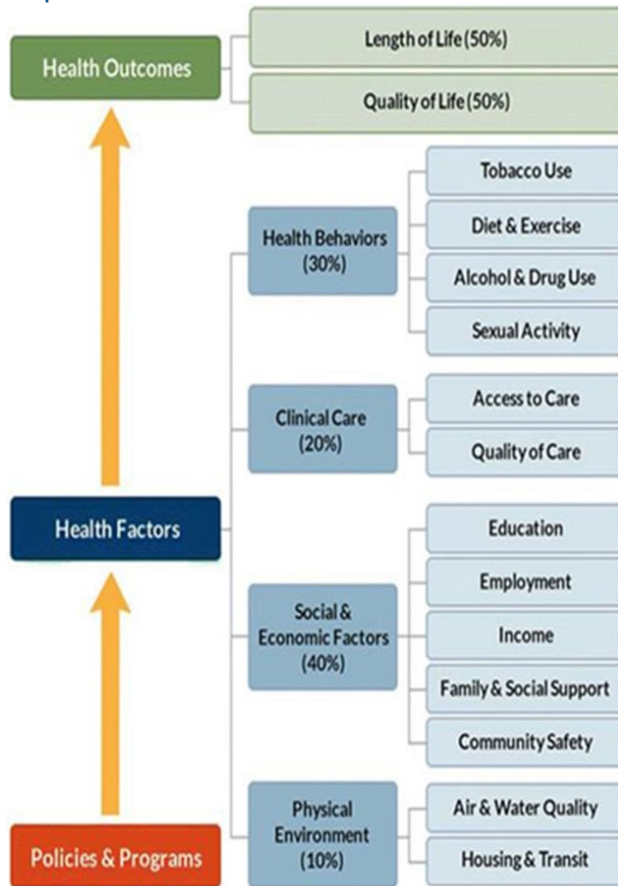 Health Outcomes
Length of Life (50%)
Quality of Life (50%)
Health Factors
Health Behaviors
(30%)
Tobacco Use
Diet & Exercise
Alcohol & Drug Use
Sexual Activity
Clinical Care
(20%)
Access to Care
Quality of Care
Social &
Economic Factors
(40%)
Education
Employment
Income
Family & Social Support
Community Safety
Physical
Environment
(10%)
Air & Water Quality
Housing & Transit
Policies & Programs